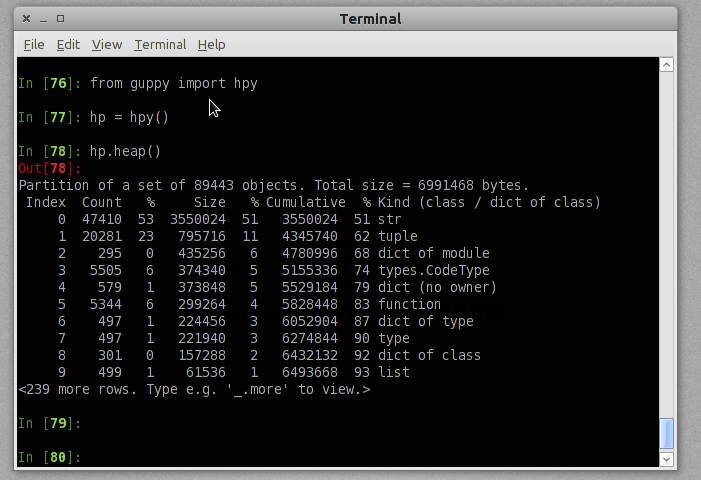 Terminal
File Edit View Terminal Help
In [76]: from guppy import hpy
In [77]: hp = hpy()
In [78]: hp.heap()
Out[78]:
Partition of a set of 89443 objects. Total size = 6991468 bytes.
 Index  Count   %     Size   % Cumulative  % Kind (class / dict of class)
     0  47410  53  3550024  51   3550024  51 str
     1  20281  23   795716  11   4345740  62 tuple
     2    295   0   435256   6   4780996  68 dict of module
     3   5505   6   374340   5   5155336  74 types.CodeType
     4    579   1   373848   5   5529184  79 dict (no owner)
     5   5344   6   299264   4   5828448  83 function
     6    497   1   224456   3   6052904  87 dict of type
     7    497   1   221940   3   6274844  90 type
     8    301   0   157288   2   6432132  92 dict of class
     9    499   1    61536   1   6493668  93 list
<239 more rows. Type e.g. '_.more' to view.>
In [79]:
In [80]: